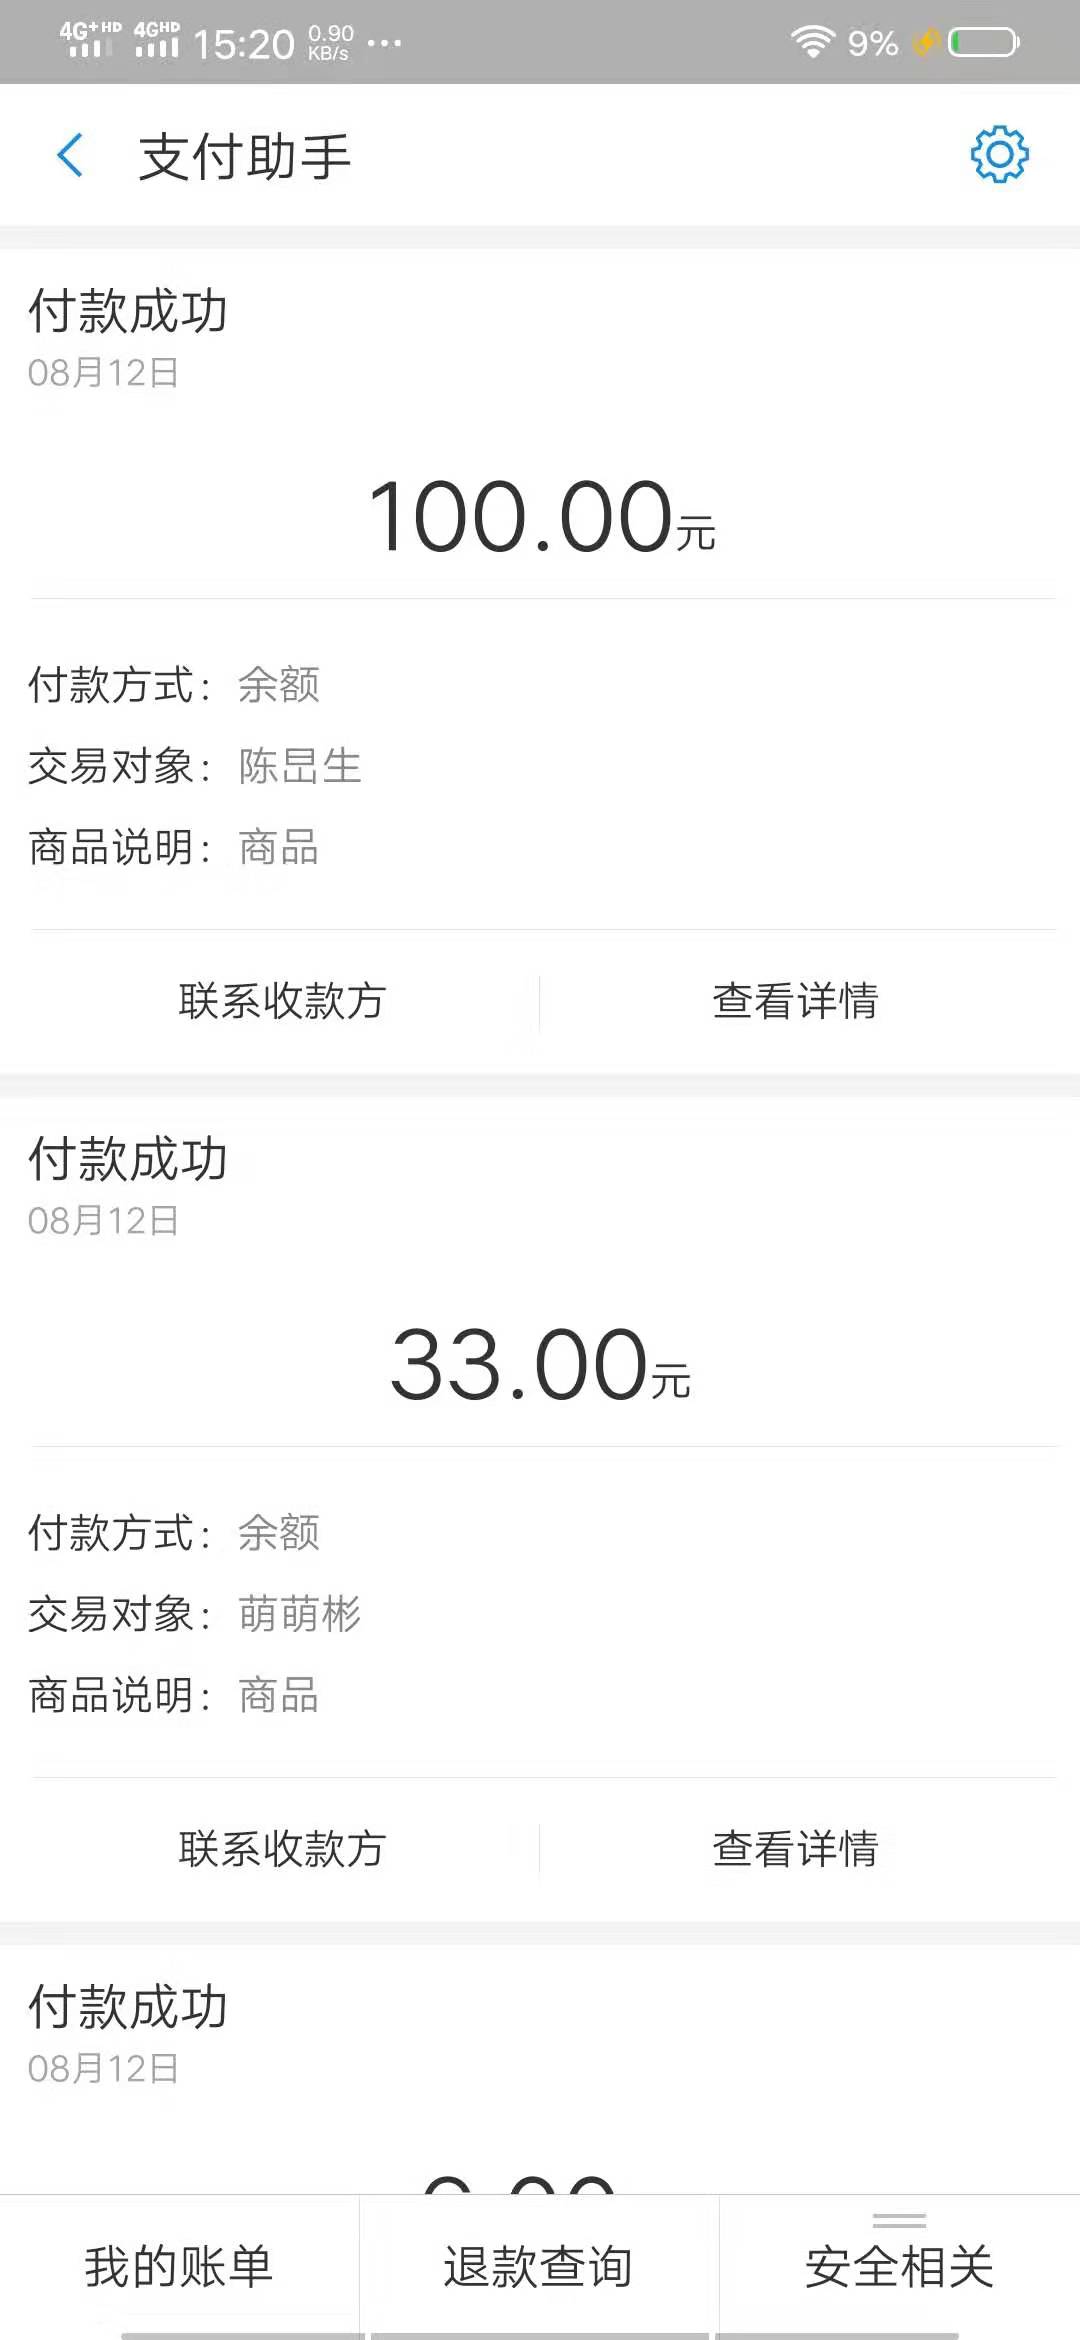 4G+HD 4GHD 15:20 0.90 KB/s ... 9%
支付助手
付款成功
08月12日
100.00元
付款方式：余额
交易对象：陈昷生
商品说明：商品
联系收款方 查看详情
付款成功
08月12日
33.00元
付款方式：余额
交易对象：萌萌彬
商品说明：商品
联系收款方 查看详情
付款成功
08月12日
我的账单 退款查询 安全相关